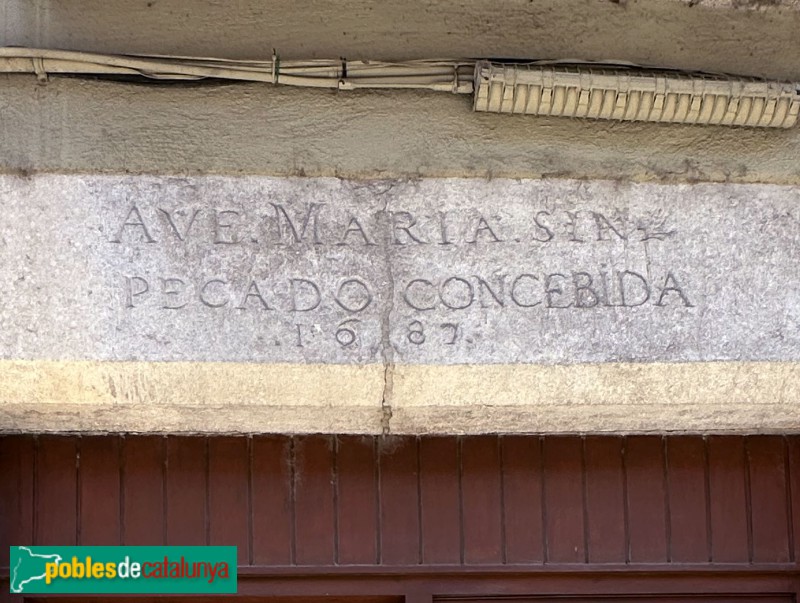 AVE. MARIA. SIN
PECADO CONCEBIDA
1687
poblesdecatalunya